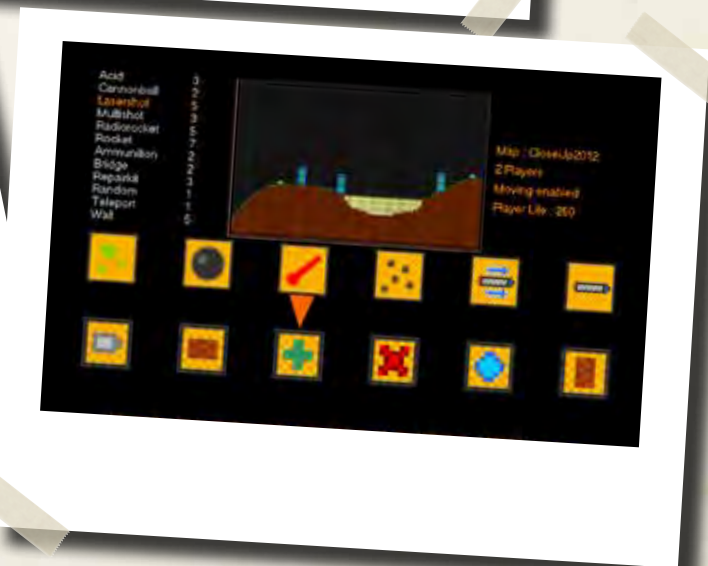 Acid 3
Cannonball 2
Lasershot 5
Multishot 3
Radiorocket 5
Rocket 7
Ammunition 2
Bridge 2
Repairkit 3
Random 1
Teleport 1
Wall 5
Map : CloseUp2012
2 Players
Moving enabled
Player Life : 250